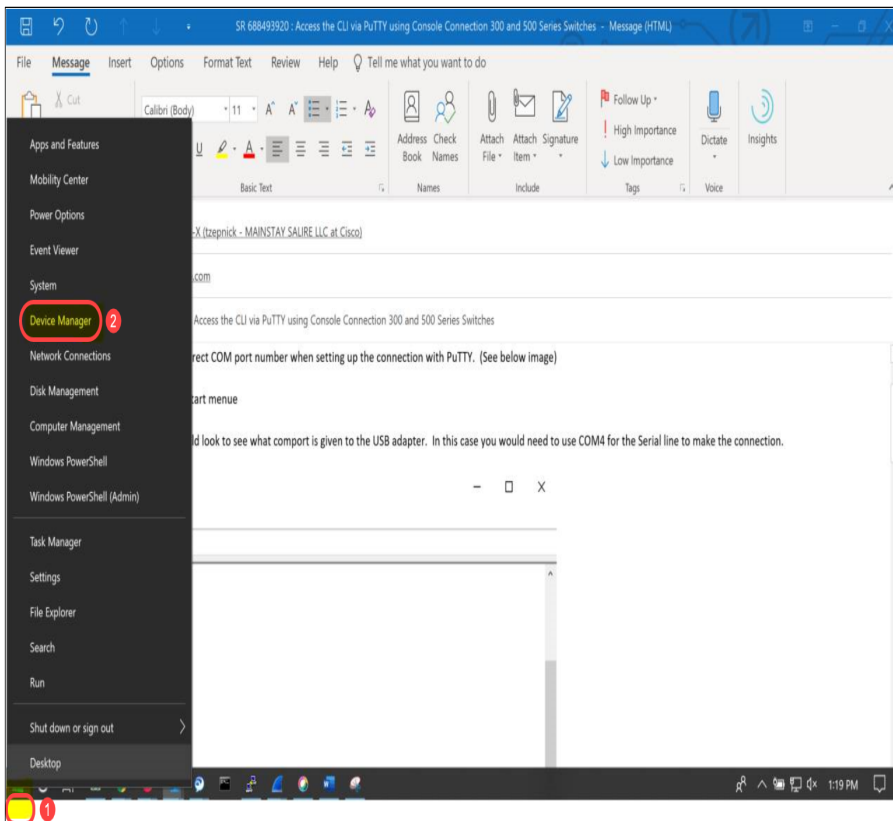 SR 688493920 : Access the CLI via PuTTY using Console Connection 300 and 500 Series Switches - Message (HTML)
File Message Insert Options Format Text Review Help Tell me what you want to do
Cut
Calibri (Body) 11 A A
U A
Address Book
Check Names
Attach File
Attach Item
Signature
Follow Up
High Importance
Low Importance
Dictate
Insights
Basic Text Names Include Tags Voice
-X (tzepnick - MAINSTAY SALIRE LLC at Cisco)
.com
Access the CLI via PuTTY using Console Connection 300 and 500 Series Switches
rect COM port number when setting up the connection with PuTTY. (See below image)
tart menue
ld look to see what comport is given to the USB adapter. In this case you would need to use COM4 for the Serial line to make the connection.
Apps and Features
Mobility Center
Power Options
Event Viewer
System
Device Manager 2
Network Connections
Disk Management
Computer Management
Windows PowerShell
Windows PowerShell (Admin)
Task Manager
Settings
File Explorer
Search
Run
Shut down or sign out
Desktop
1:19 PM
1